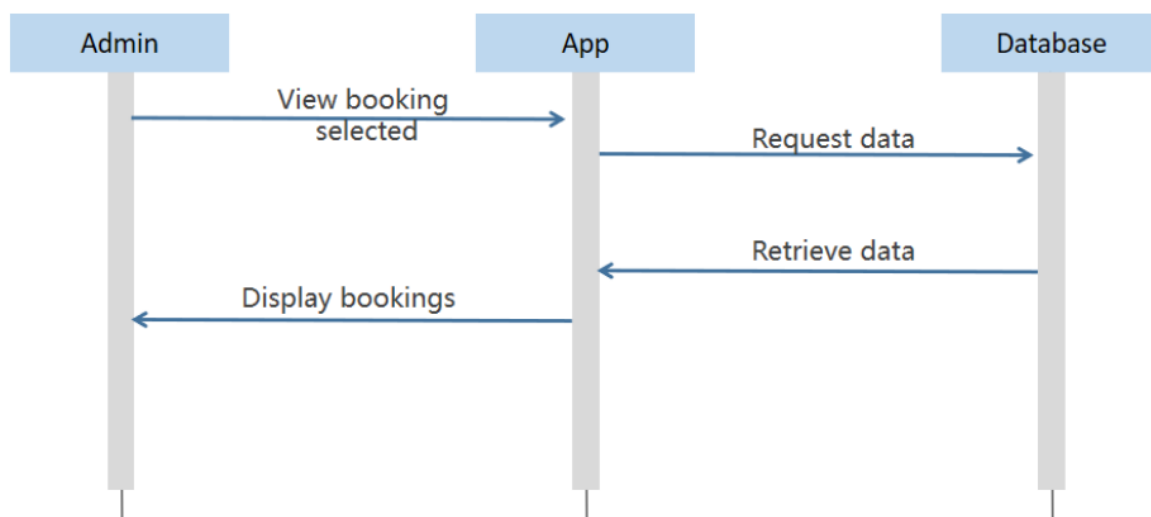 Admin
App
Database
View booking
selected
Request data
Retrieve data
Display bookings